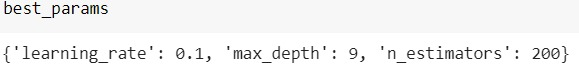 best_params
{'learning_rate': 0.1, 'max_depth': 9, 'n_estimators': 200}